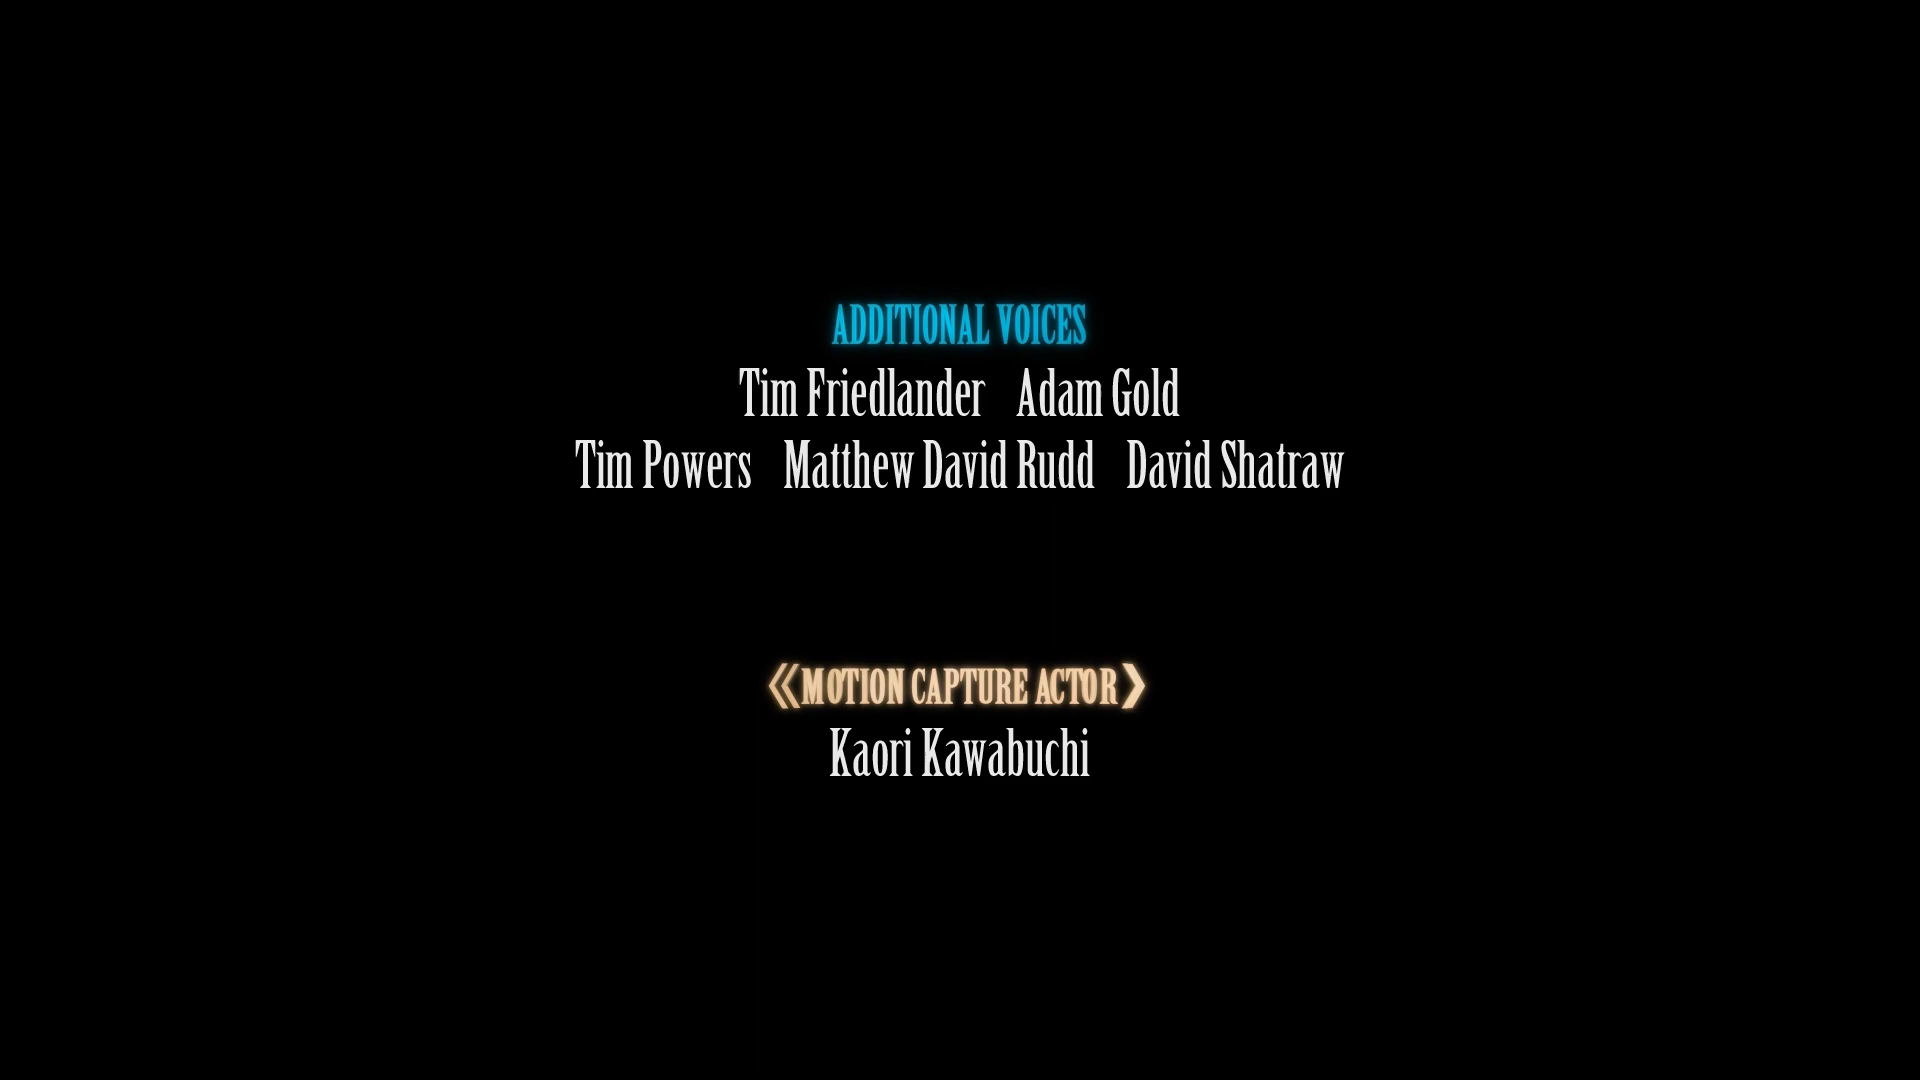 ADDITIONAL VOICES
Tim Friedlander Adam Gold
Tim Powers Matthew David Rudd David Shatraw
《MOTION CAPTURE ACTOR❯
Kaori Kawabuchi